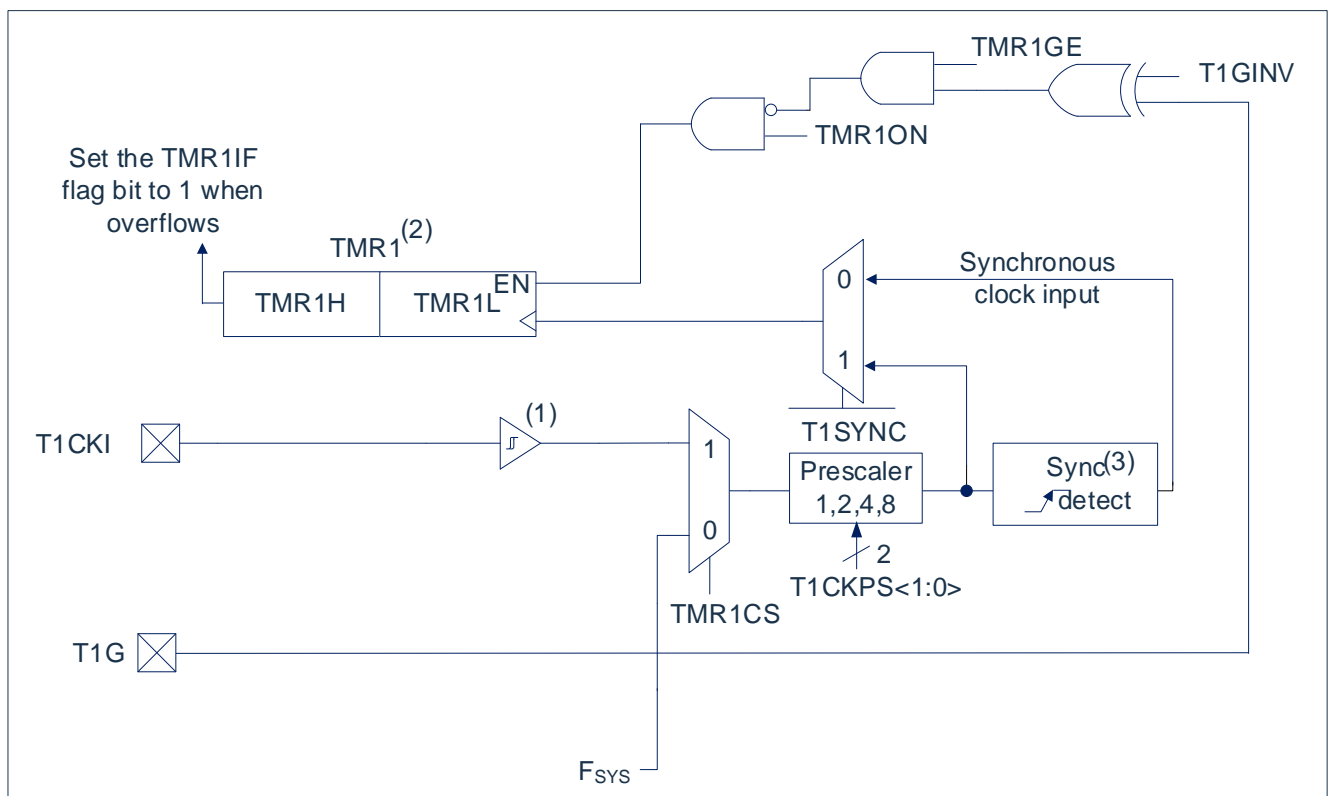 TMR1GE
T1GINV
TMR1ON
Set the TMR1IF
flag bit to 1 when
overflows
TMR1(2)
EN
TMR1H
TMR1L
0
Synchronous
clock input
1
T1SYNC
(1)
T1CKI
1
0
Prescaler
1,2,4,8
Sync(3)
detect
2
T1CKPS<1:0>
TMR1CS
T1G
FSYS